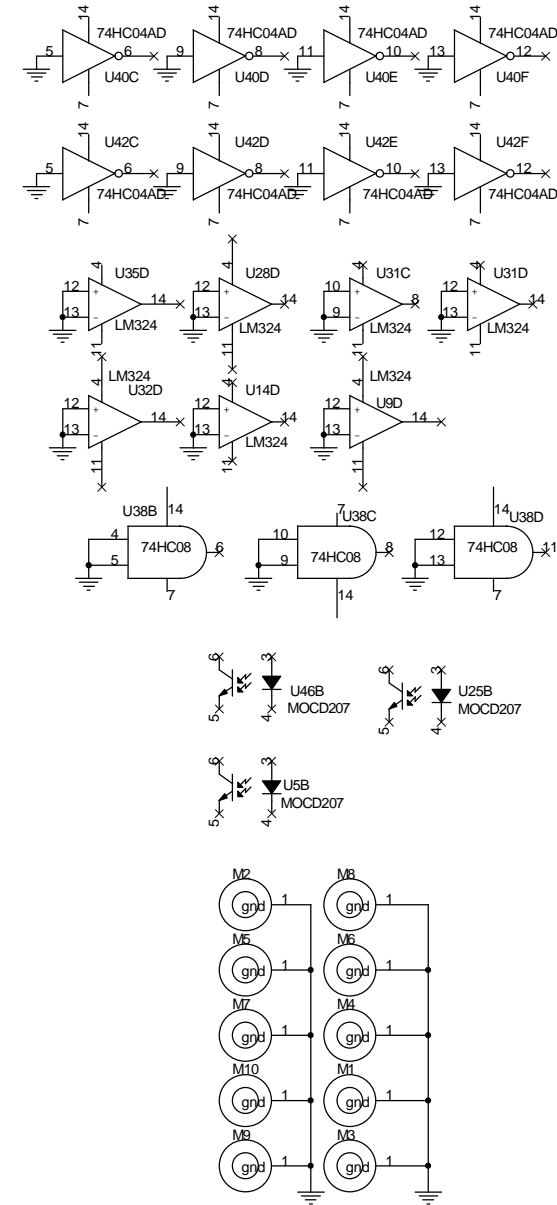 14 14 14 14
74HC04AD 74HC04AD 74HC04AD 74HC04AD
5 6 9 8 11 10 13 12
U40C U40D U40E U40F
7 7 7 7
14 14 14 14
U42C U42D U42E U42F
5 6 9 8 11 10 13 12
74HC04AD 74HC04AD 74HC04AD 74HC04AD
7 7 7 7
4 4 4 4
U35D U28D U31C U31D
12 12 10 12
+ + + +
14 14 8 14
13 13 9 13
- - - -
LM324 LM324 LM324 LM324
11 11 11 11
LM324 LM324
4 4 4
U32D U14D U9D
12 12 12
+ + +
14 14 14
13 13 13
- - -
LM324
11 11
14 7 14
U38B U38C U38D
4 10 12
74HC08 74HC08 74HC08
6 8 11
5 9 13
7 14 7
6 3 6 3
U46B U25B
MOCD207 MOCD207
5 4 5 4
6 3
U5B
MOCD207
5 4
M2 M8
gnd 1 gnd 1
M5 M6
gnd 1 gnd 1
M7 M4
gnd 1 gnd 1
M10 M1
gnd 1 gnd 1
M9 M3
gnd 1 gnd 1